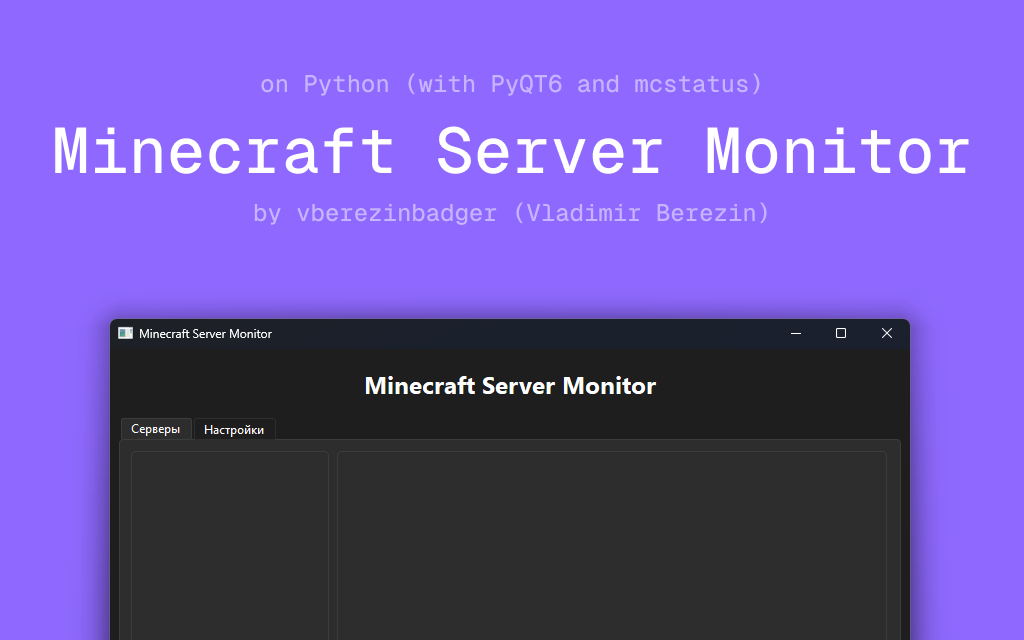 on Python (with PyQT6 and mcstatus)
Minecraft Server Monitor
by vberezinbadger (Vladimir Berezin)
Minecraft Server Monitor
Minecraft Server Monitor
Серверы
Настройки